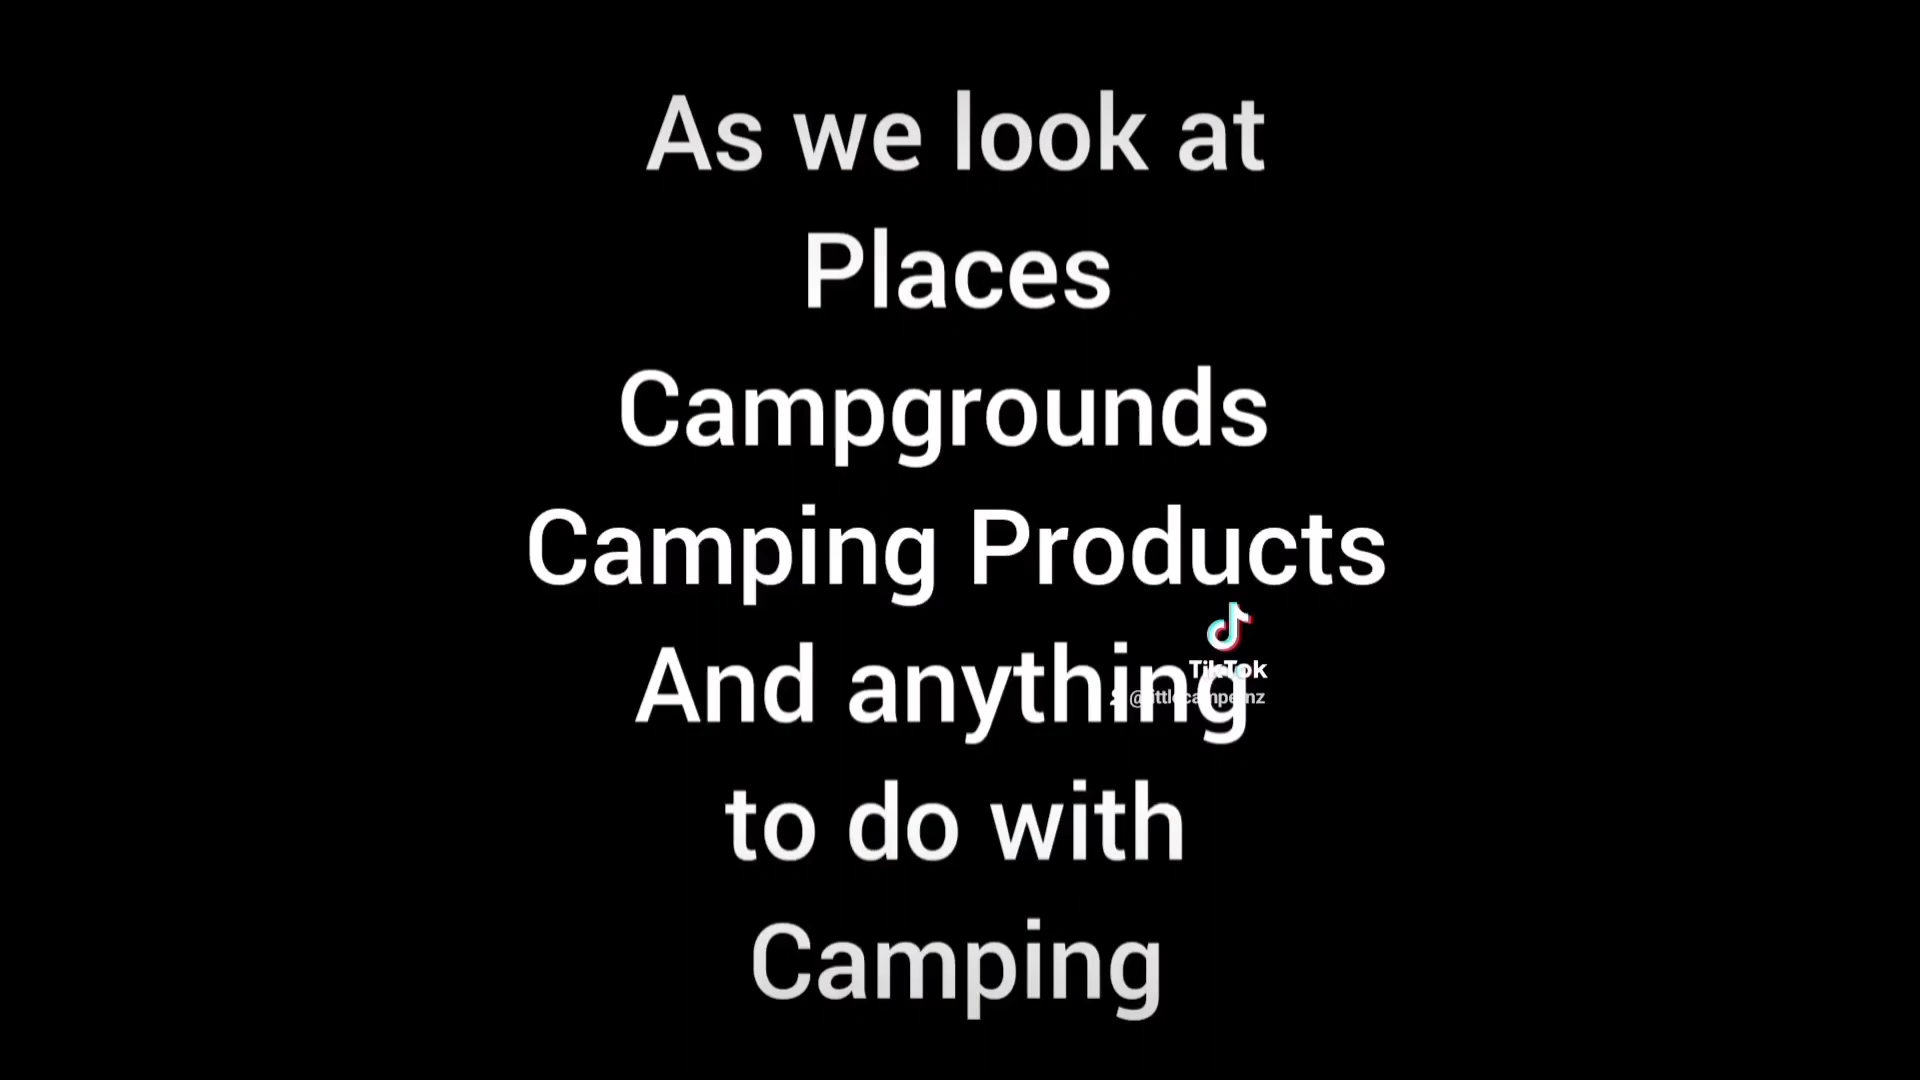 As we look at
Places
Campgrounds
Camping Products
And anything
to do with
Camping
TikTok